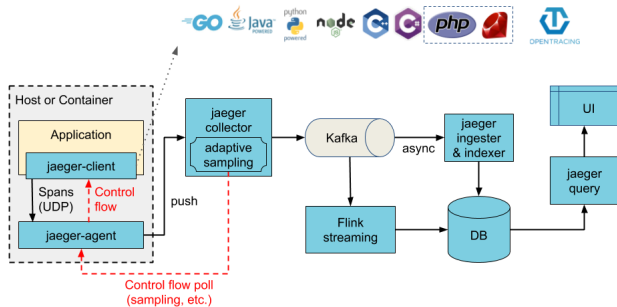 GO
Java
POWERED
python
powered
node
JS
C++
C#
php
OPENTRACING
Host or Container
Application
jaeger-client
Spans
(UDP)
Control
flow
jaeger-agent
push
jaeger
collector
adaptive
sampling
Control flow poll
(sampling, etc.)
Kafka
async
jaeger
ingester
& indexer
Flink
streaming
DB
UI
jaeger
query